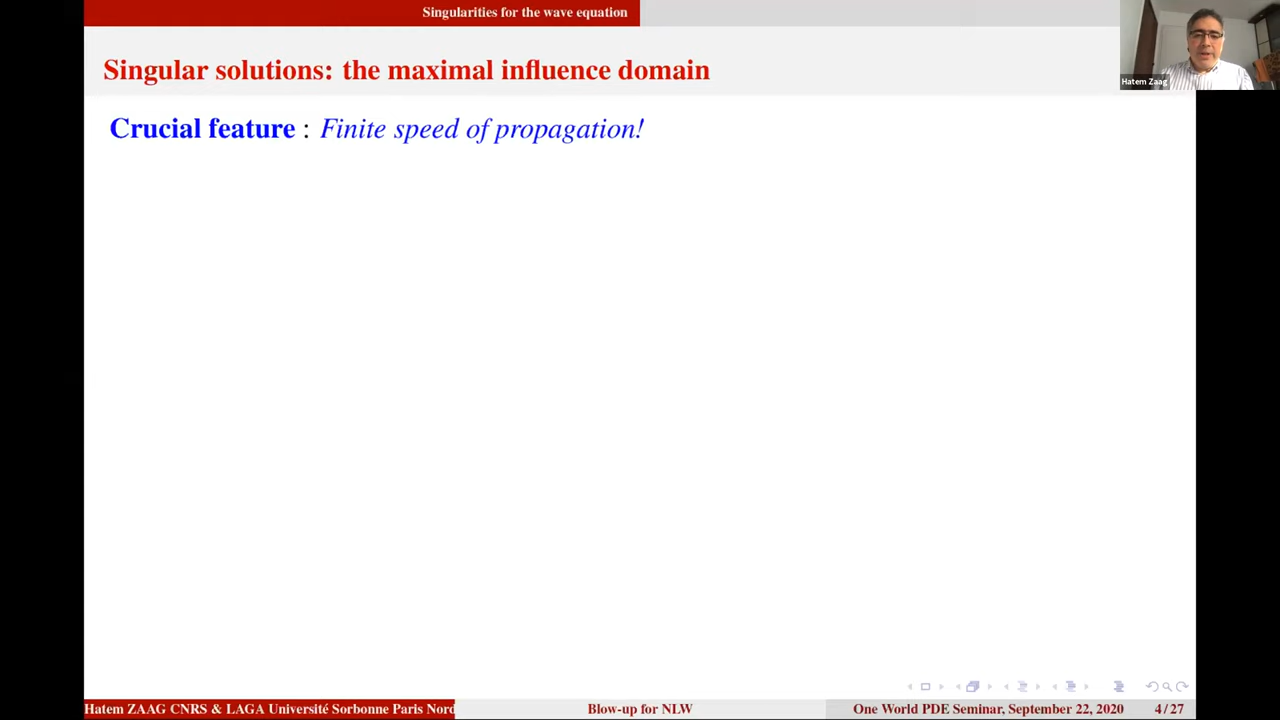 Singularities for the wave equation
Singular solutions: the maximal influence domain
Hatem Zaag
Crucial feature : Finite speed of propagation!
Hatem ZAAG CNRS & LAGA Université Sorbonne Paris Nord
Blow-up for NLW
One World PDE Seminar, September 22, 2020
4 / 27